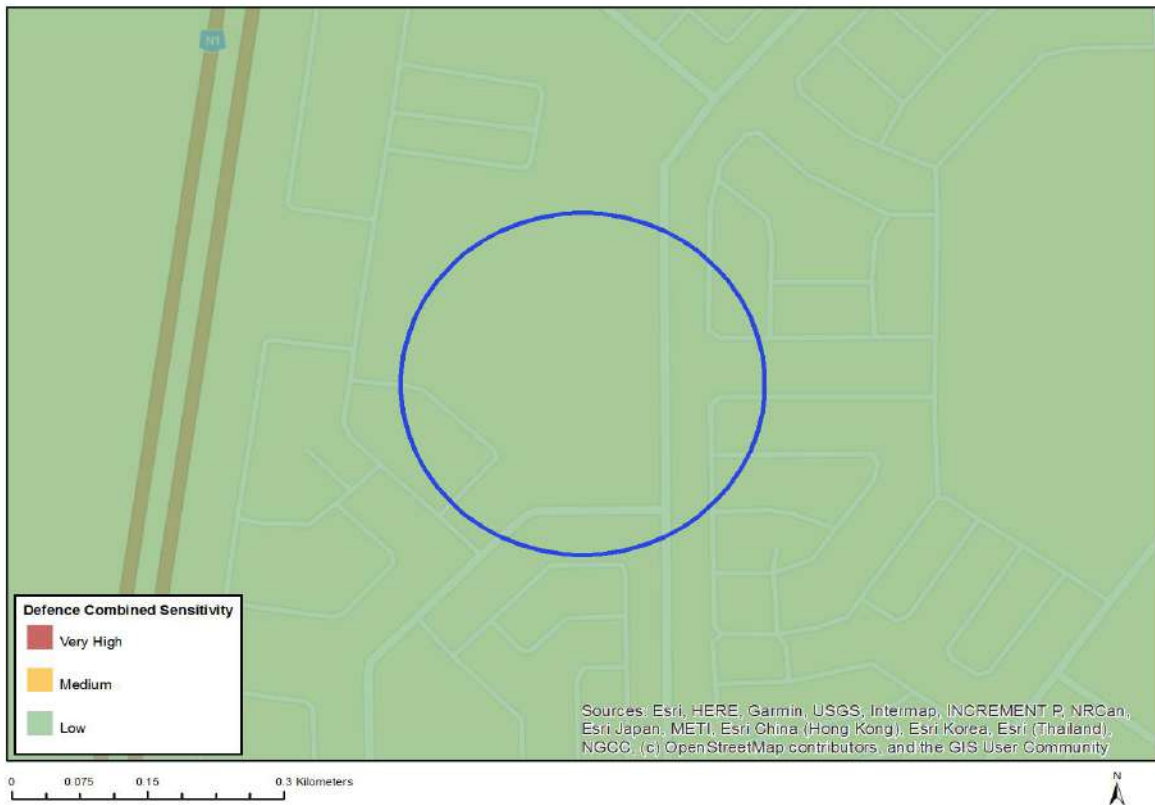 N1
Defence Combined Sensitivity
Very High
Medium
Low
Sources: Esri, HERE, Garmin, USGS, Intermap, INCREMENT P, NRCan,
Esri Japan, METI, Esri China (Hong Kong), Esri Korea, Esri (Thailand),
NGCC, (c) OpenStreetMap contributors, and the GIS User Community
0 0.075 0.15 0.3 Kilometers
N